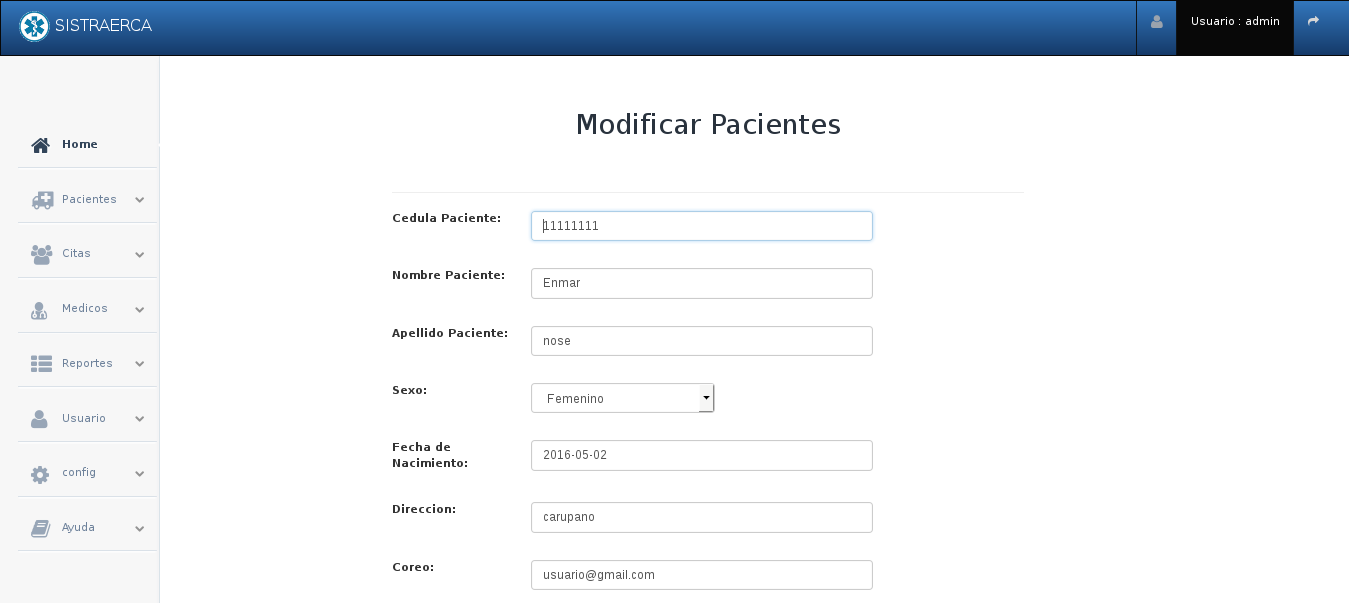 SISTRAERCA
Usuario : admin
Home
Pacientes
Citas
Medicos
Reportes
Usuario
config
Ayuda
Modificar Pacientes
Cedula Paciente:
11111111
Nombre Paciente:
Enmar
Apellido Paciente:
nose
Sexo:
Femenino
Fecha de
Nacimiento:
2016-05-02
Direccion:
carupano
Coreo:
usuario@gmail.com